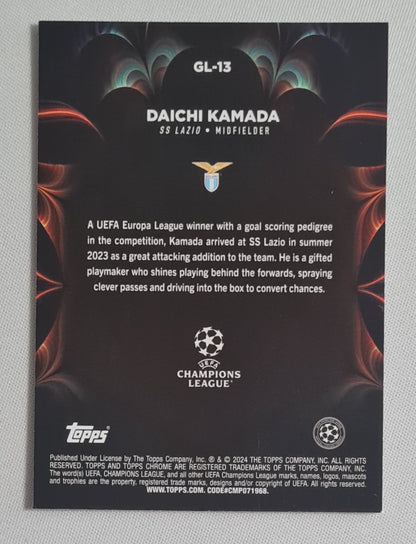 GL-13
DAICHI KAMADA
SS LAZIO • MIDFIELDER
A UEFA Europa League winner with a goal scoring pedigree
in the competition, Kamada arrived at SS Lazio in summer
2023 as a great attacking addition to the team. He is a gifted
playmaker who shines playing behind the forwards, spraying
clever passes and driving into the box to convert chances.
UEFA
CHAMPIONS
LEAGUE
Topps
Published Under License by The Topps Company, Inc. ® & © 2024 THE TOPPS COMPANY, INC. ALL RIGHTS
RESERVED. TOPPS AND TOPPS CHROME ARE REGISTERED TRADEMARKS OF THE TOPPS COMPANY, INC.
The word(s) UEFA, CHAMPIONS LEAGUE, and all other UEFA Champions League marks, names, logos, mascots
and trophies are the property, registered trade marks, designs and/or copyright of UEFA. All rights reserved.
WWW.TOPPS.COM. CODE#CMP071968.